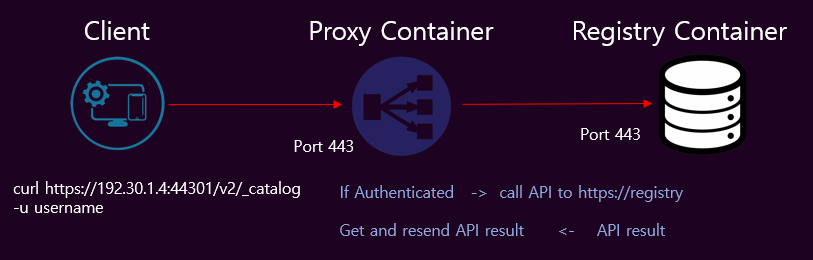 Client
Proxy Container
Registry Container
Port 443
Port 443
curl https://192.30.1.4:44301/v2/_catalog
-u username
If Authenticated -> call API to https://registry
Get and resend API result <- API result